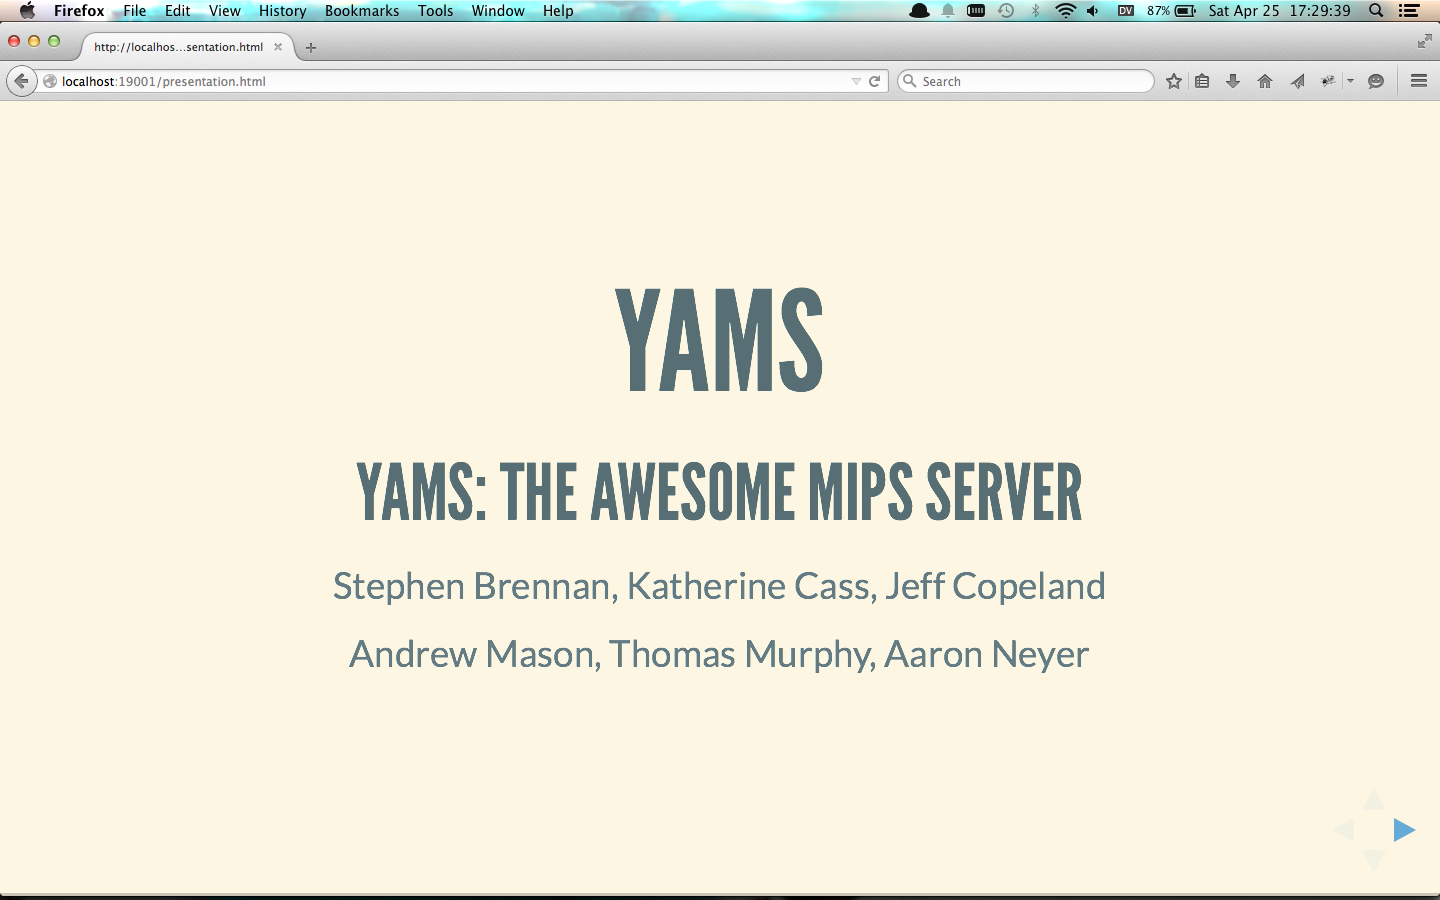 Firefox File Edit View History Bookmarks Tools Window Help DV 87% Sat Apr 25 17:29:39
http://localhos...sentation.html
localhost:19001/presentation.html Search
YAMS
YAMS: THE AWESOME MIPS SERVER
Stephen Brennan, Katherine Cass, Jeff Copeland
Andrew Mason, Thomas Murphy, Aaron Neyer